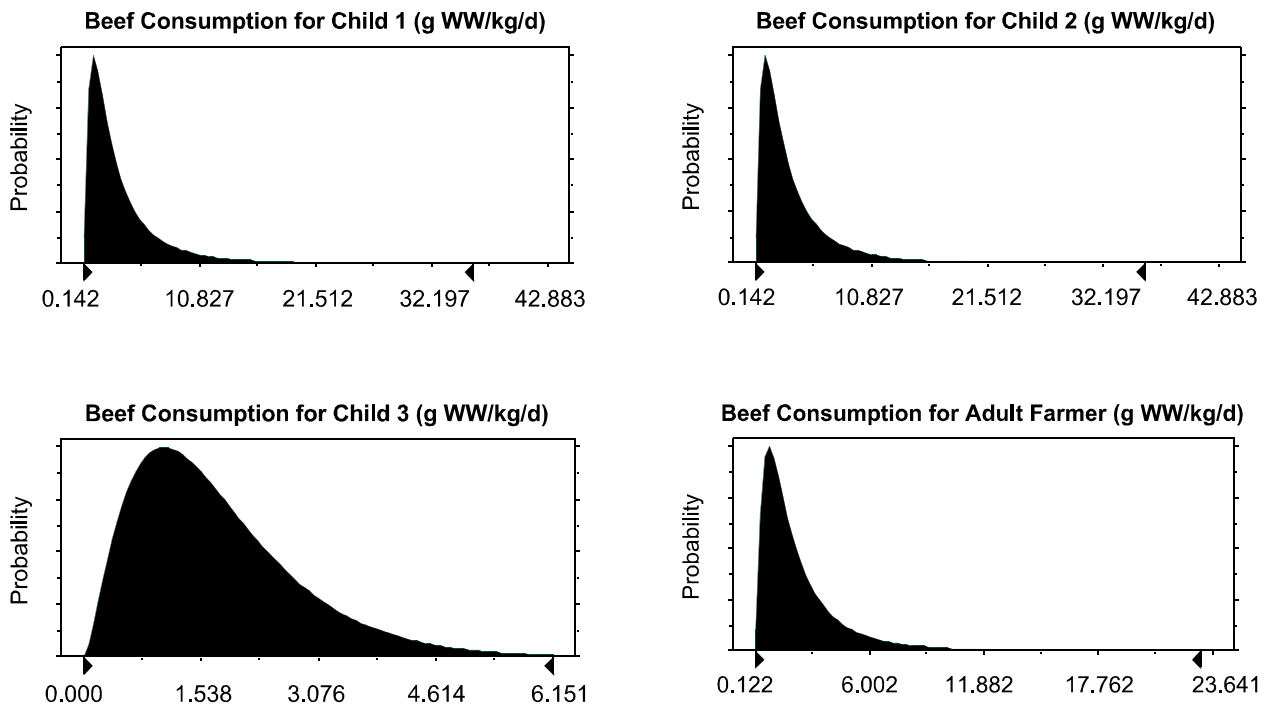 Beef Consumption for Child 1 (g WW/kg/d)
Probability
0.142 10.827 21.512 32.197 42.883
Beef Consumption for Child 2 (g WW/kg/d)
Probability
0.142 10.827 21.512 32.197 42.883
Beef Consumption for Child 3 (g WW/kg/d)
Probability
0.000 1.538 3.076 4.614 6.151
Beef Consumption for Adult Farmer (g WW/kg/d)
Probability
0.122 6.002 11.882 17.762 23.641